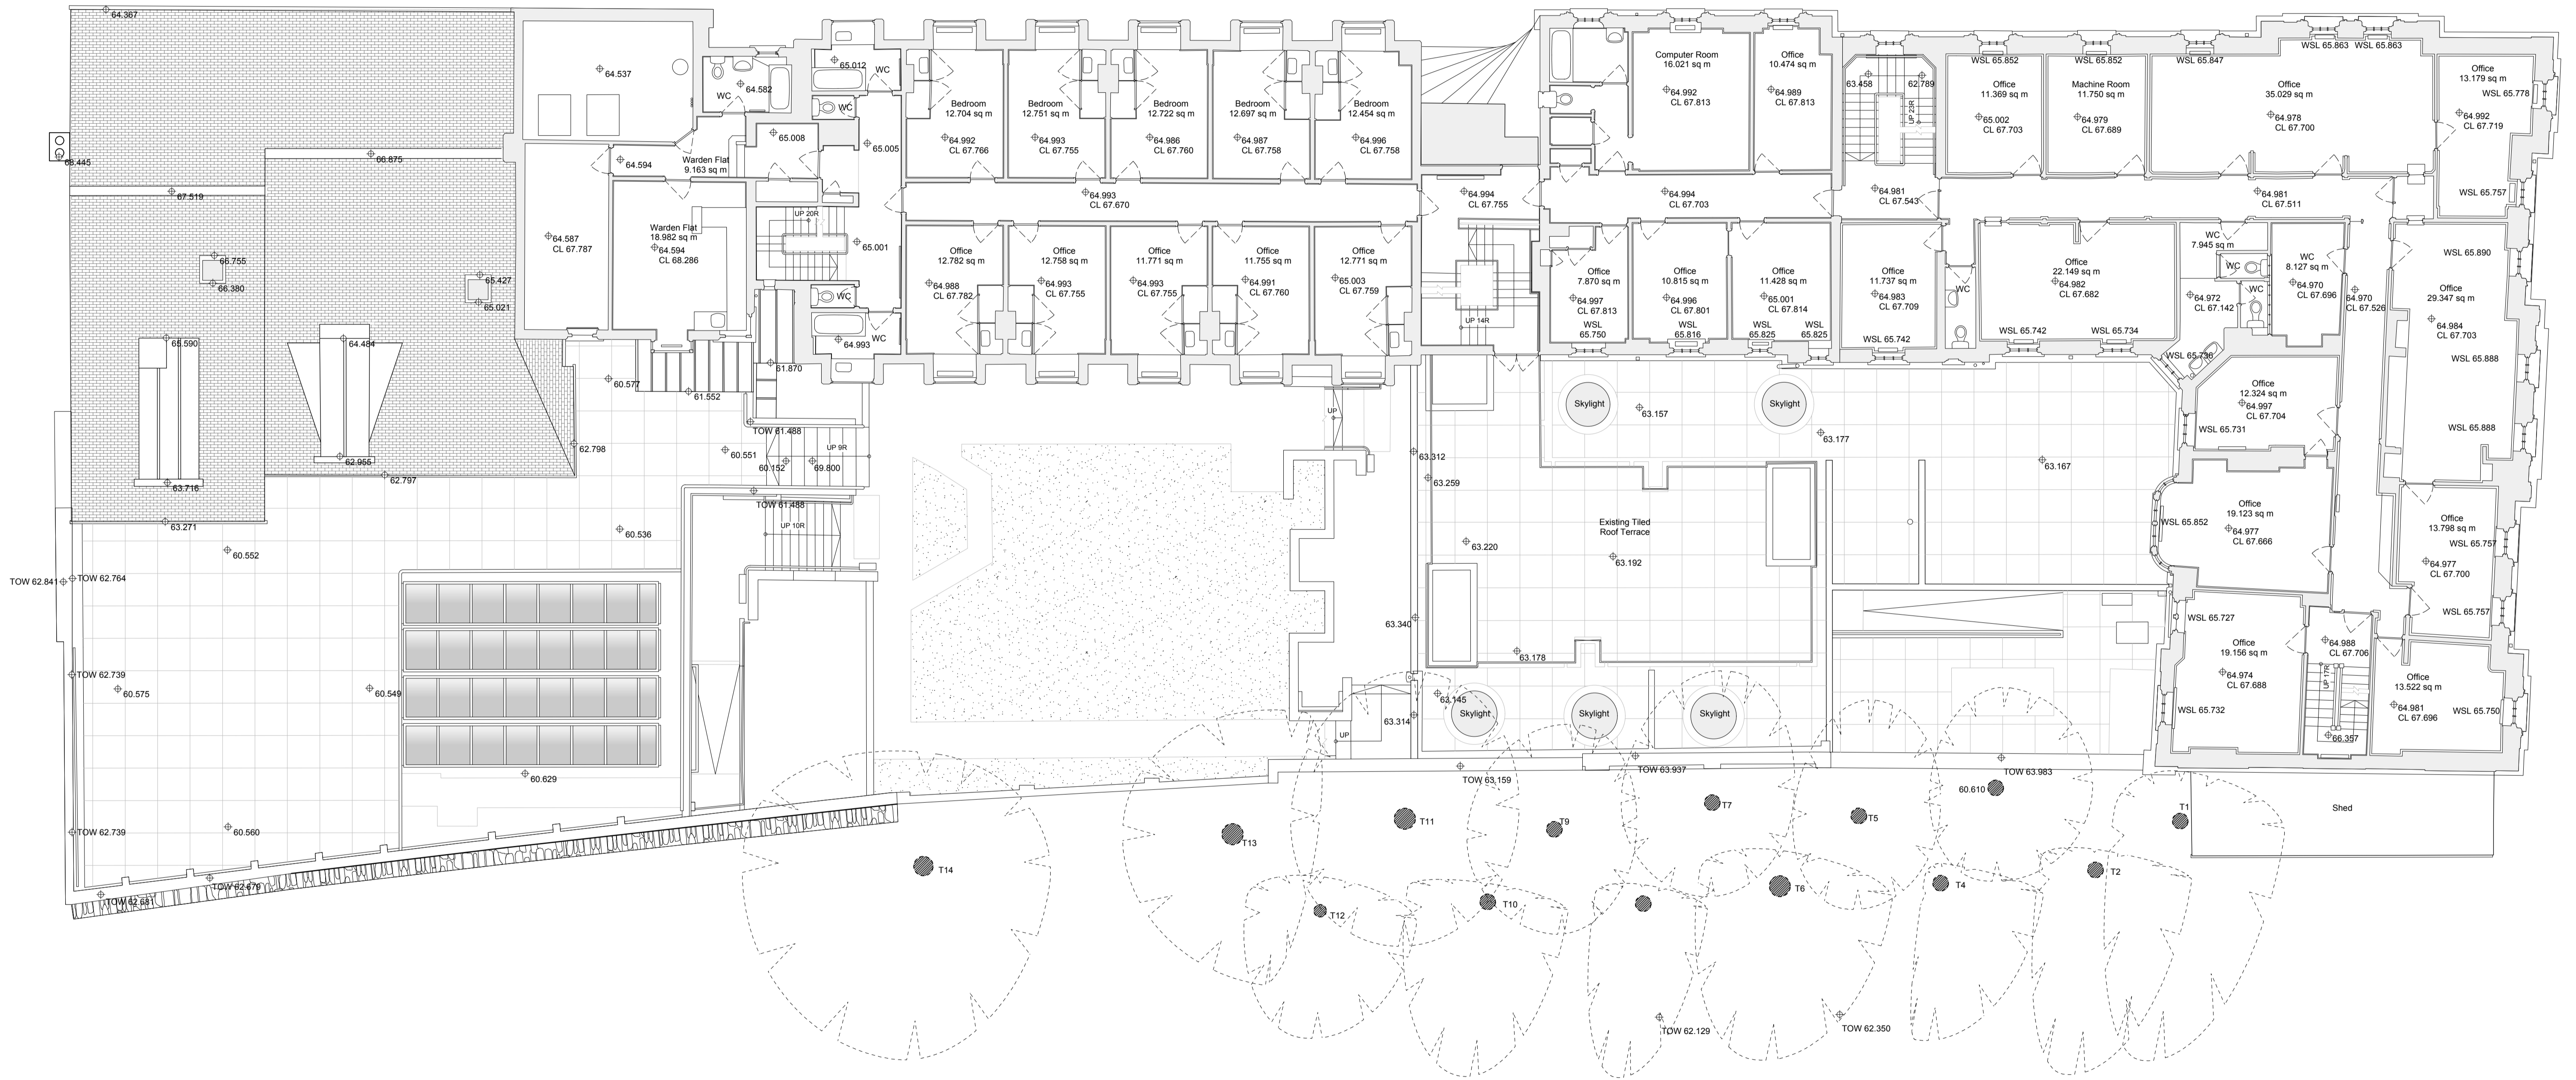 64.367
64.537
WC
64.582
65.012
WC
WC
65.008
65.005
68.445
66.875
67.519
64.594
Warden Flat
9.163 sq m
Bedroom
12.704 sq m
64.992
CL 67.766
Bedroom
12.751 sq m
64.993
CL 67.755
Bedroom
12.722 sq m
64.986
CL 67.760
Bedroom
12.697 sq m
64.987
CL 67.758
Bedroom
12.454 sq m
64.996
CL 67.758
Computer Room
16.021 sq m
64.992
CL 67.813
Office
10.474 sq m
64.989
CL 67.813
63.458
62.789
UP 23R
WSL 65.852
Office
11.369 sq m
65.002
CL 67.703
WSL 65.852
Machine Room
11.750 sq m
64.979
CL 67.689
WSL 65.847
WSL 65.863
WSL 65.863
Office
35.029 sq m
64.978
CL 67.700
Office
13.179 sq m
WSL 65.778
64.992
CL 67.719
WSL 65.757
64.993
CL 67.670
64.994
CL 67.755
64.994
CL 67.703
64.981
CL 67.543
64.981
CL 67.511
64.587
CL 67.787
Warden Flat
18.982 sq m
64.594
CL 68.286
UP 20R
65.001
WC
WC
64.993
66.755
66.380
65.427
65.021
65.590
64.484
Office
12.782 sq m
64.988
CL 67.782
Office
12.758 sq m
64.993
CL 67.755
Office
11.771 sq m
64.993
CL 67.755
Office
11.755 sq m
64.991
CL 67.760
Office
12.771 sq m
65.003
CL 67.759
UP 14R
Office
7.870 sq m
64.997
CL 67.813
WSL
65.750
Office
10.815 sq m
64.996
CL 67.801
WSL
65.816
Office
11.428 sq m
65.001
CL 67.814
WSL
65.825
WSL
65.825
Office
11.737 sq m
64.983
CL 67.709
WSL 65.742
WC
Office
22.149 sq m
64.982
CL 67.682
WSL 65.742
WSL 65.734
WC
7.945 sq m
WC
WC
64.972
CL 67.142
WC
8.127 sq m
64.970
CL 67.696
64.970
CL 67.526
WSL 65.890
Office
29.347 sq m
64.984
CL 67.703
WSL 65.888
WSL 65.888
WSL 65.736
Office
12.324 sq m
64.997
CL 67.704
WSL 65.731
60.577
61.870
61.552
TOW 61.488
62.798
60.551
60.152
69.800
UP 9R
62.955
62.797
63.716
63.271
TOW 61.488
UP 10R
60.536
60.552
UP
63.312
63.259
Skylight
Skylight
63.157
63.177
63.167
Existing Tiled
Roof Terrace
63.220
63.192
Office
19.123 sq m
WSL 65.852
64.977
CL 67.666
Office
13.798 sq m
WSL 65.757
64.977
CL 67.700
WSL 65.757
TOW 62.841
TOW 62.764
63.340
63.178
WSL 65.727
Office
19.156 sq m
64.974
CL 67.688
WSL 65.732
64.988
CL 67.706
UP 17R
66.357
Office
13.522 sq m
64.981
CL 67.696
WSL 65.750
TOW 62.739
60.575
60.549
63.145
63.314
UP
Skylight
Skylight
Skylight
60.629
TOW 63.159
TOW 63.937
TOW 63.983
60.610
TOW 62.739
60.560
T13
T11
T9
T7
T5
T1
Shed
TOW 62.679
TOW 62.681
T14
T12
T10
T6
T4
T2
TOW 62.129
TOW 62.350